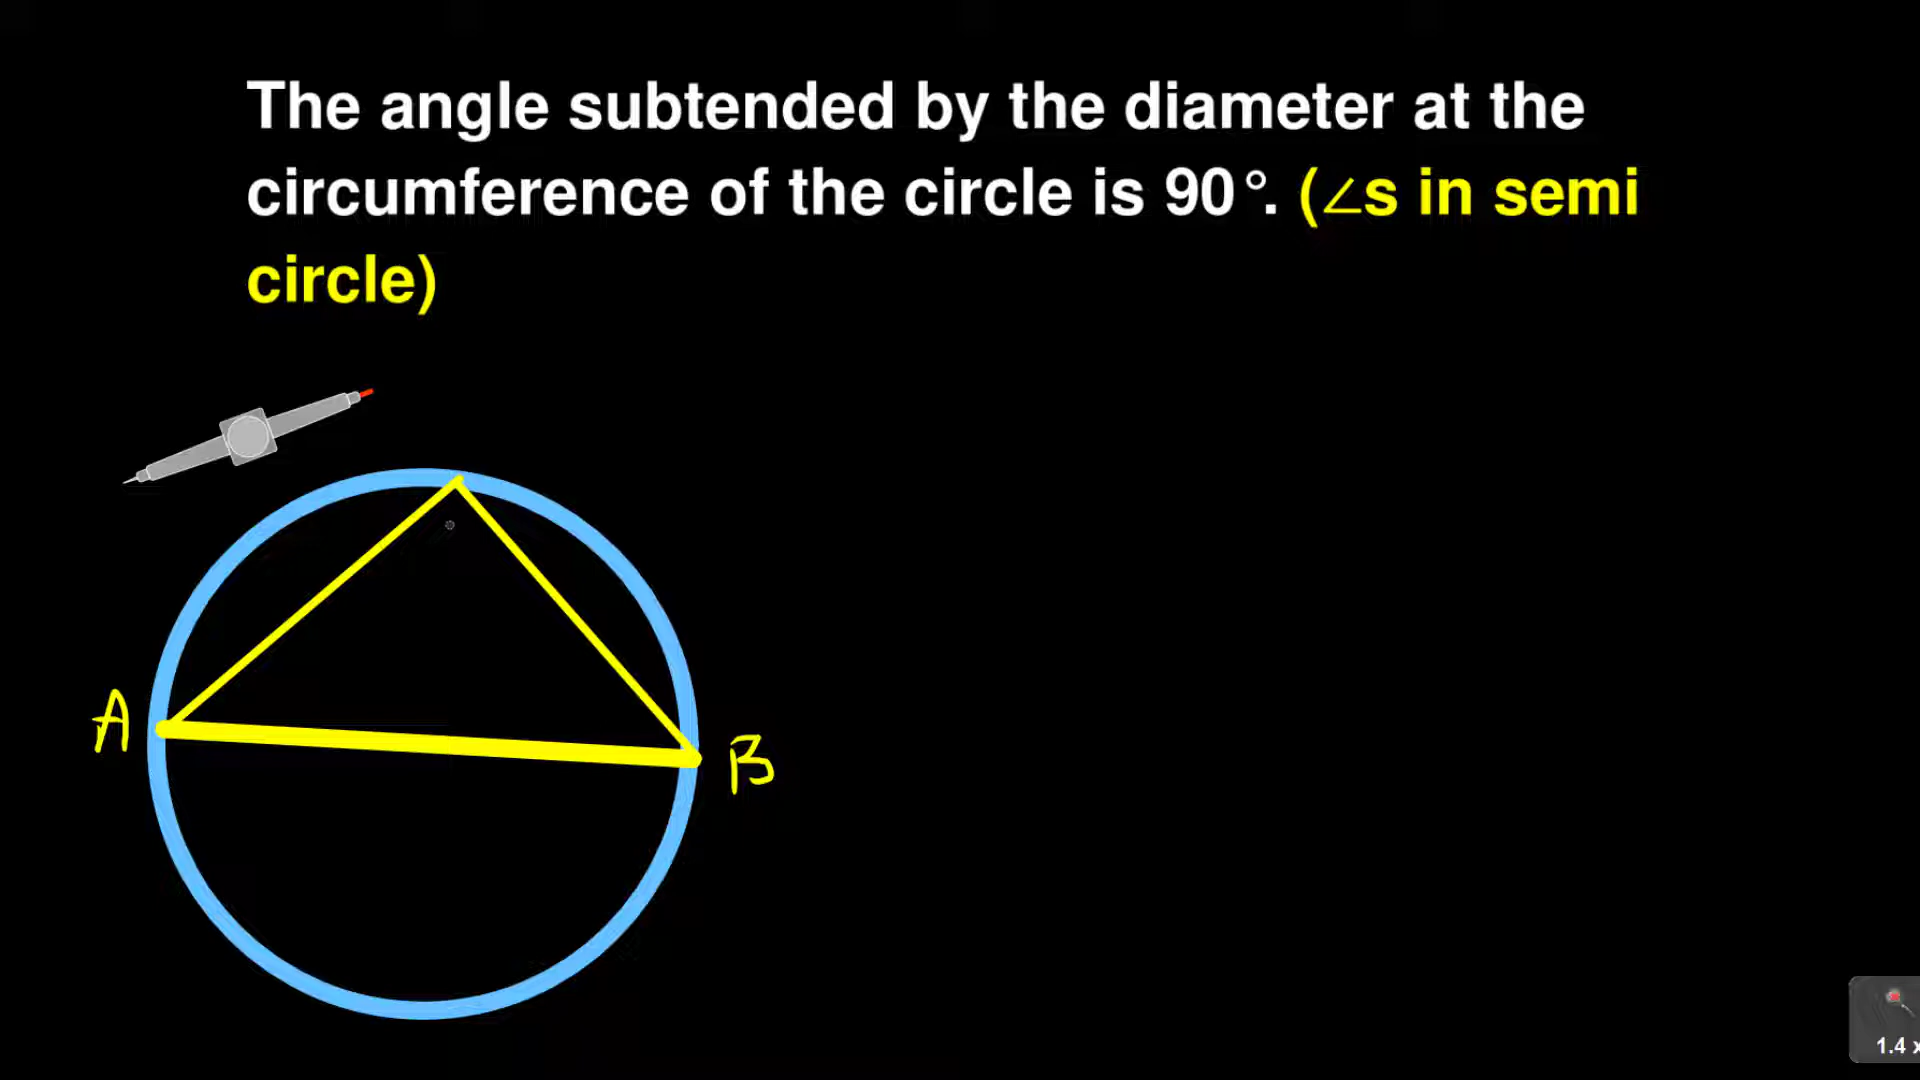 The angle subtended by the diameter at the
circumference of the circle is 90°. (∠s in semi
circle)
A
B
1.4 x